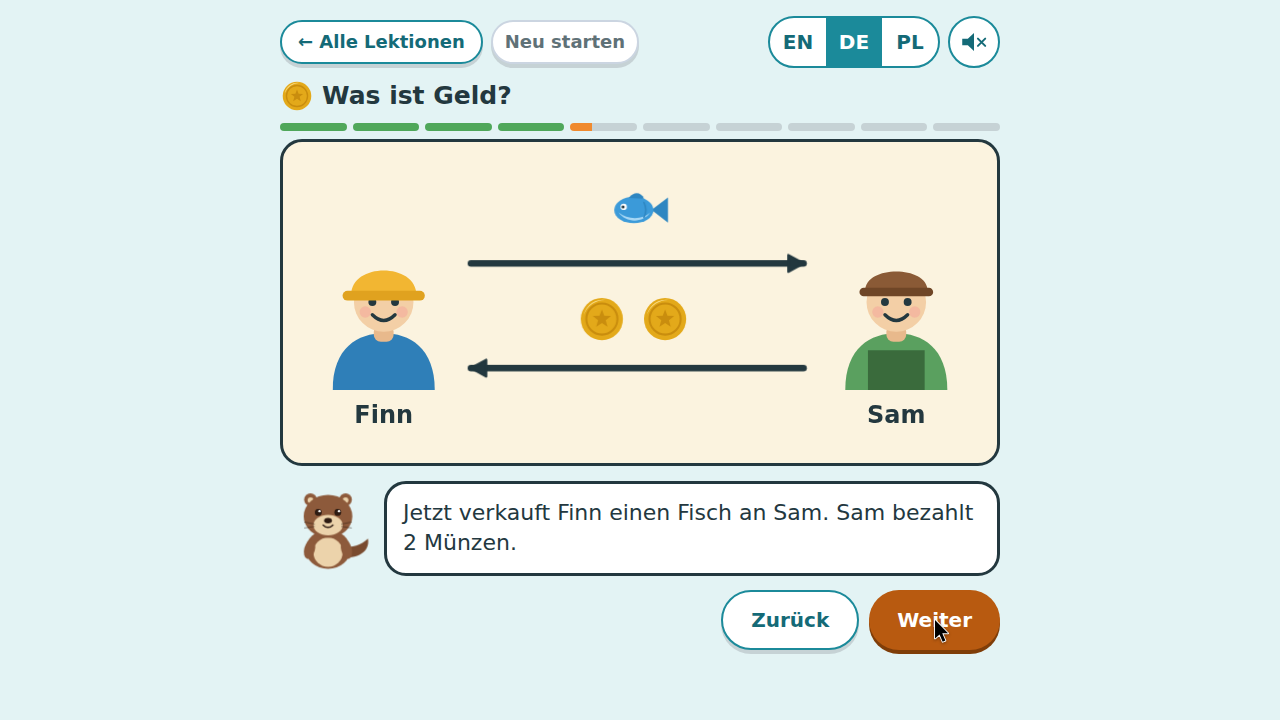 ← Alle Lektionen
Neu starten
EN DE PL
Was ist Geld?
Finn
Sam
Jetzt verkauft Finn einen Fisch an Sam. Sam bezahlt
2 Münzen.
Zurück
Weiter